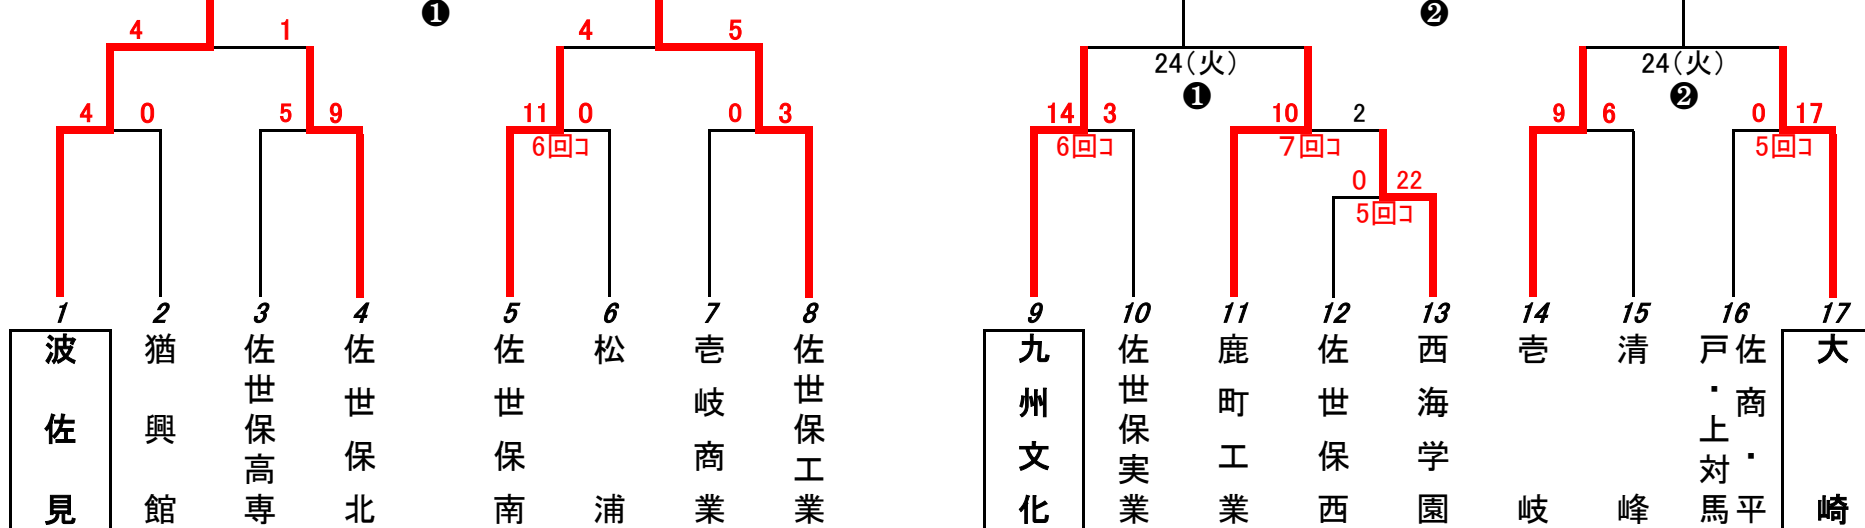 ❶ ❷
4 1 4 5
24(火) 24(火)
❶ ❷
4 0 5 9 11 0 0 3 14 3 10 2 9 6 0 17
6回ｺ 6回ｺ 7回ｺ 5回ｺ
0 22
5回ｺ
1 2 3 4 5 6 7 8 9 10 11 12 13 14 15 16 17
波佐見
猶興館
佐世保高専
佐世保北
佐世保南
松浦
壱岐商業
佐世保工業
九州文化
佐世保実業
鹿町工業
佐世保西
西海学園
壱岐
清峰
佐商・平
戸・上対馬
大崎